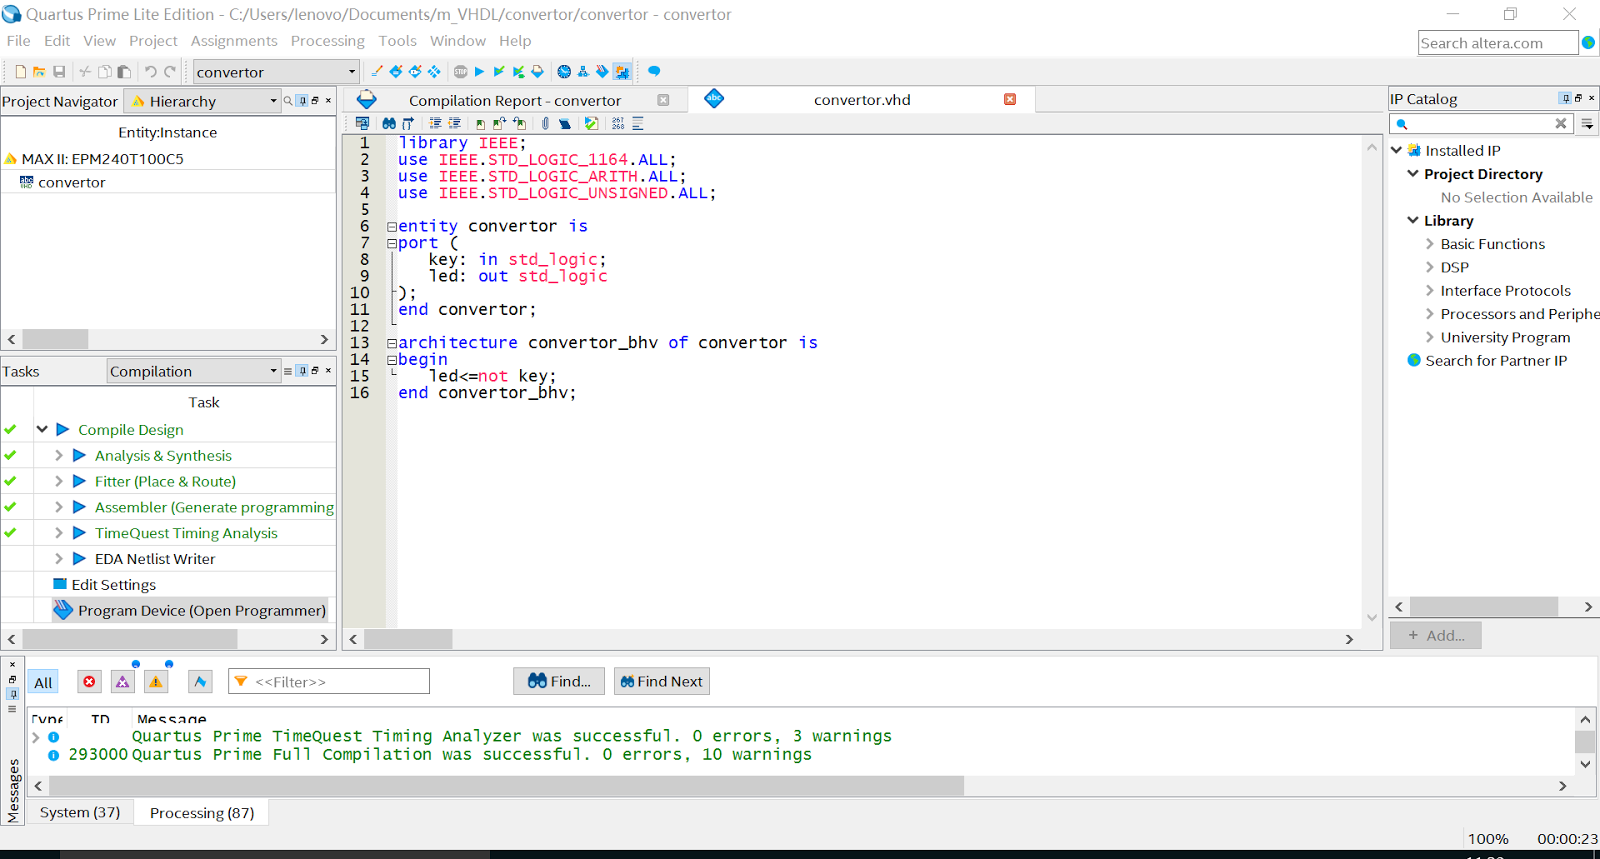 Quartus Prime Lite Edition - C:/Users/lenovo/Documents/m_VHDL/convertor/convertor - convertor
File Edit View Project Assignments Processing Tools Window Help
Search altera.com
convertor
Project Navigator Hierarchy
Entity:Instance
MAX II: EPM240T100C5
convertor
Tasks Compilation
Task
Compile Design
Analysis & Synthesis
Fitter (Place & Route)
Assembler (Generate programming
TimeQuest Timing Analysis
EDA Netlist Writer
Edit Settings
Program Device (Open Programmer)
Compilation Report - convertor
convertor.vhd
267
268
1 library IEEE;
2 use IEEE.STD_LOGIC_1164.ALL;
3 use IEEE.STD_LOGIC_ARITH.ALL;
4 use IEEE.STD_LOGIC_UNSIGNED.ALL;
5
6 entity convertor is
7 port (
8 key: in std_logic;
9 led: out std_logic
10 );
11 end convertor;
12
13 architecture convertor_bhv of convertor is
14 begin
15 led<=not key;
16 end convertor_bhv;
IP Catalog
Installed IP
Project Directory
No Selection Available
Library
Basic Functions
DSP
Interface Protocols
Processors and Periphe
University Program
Search for Partner IP
+ Add...
All <<Filter>> Find... Find Next
Type ID Message
Quartus Prime TimeQuest Timing Analyzer was successful. 0 errors, 3 warnings
293000 Quartus Prime Full Compilation was successful. 0 errors, 10 warnings
Messages
System (37) Processing (87)
100% 00:00:23